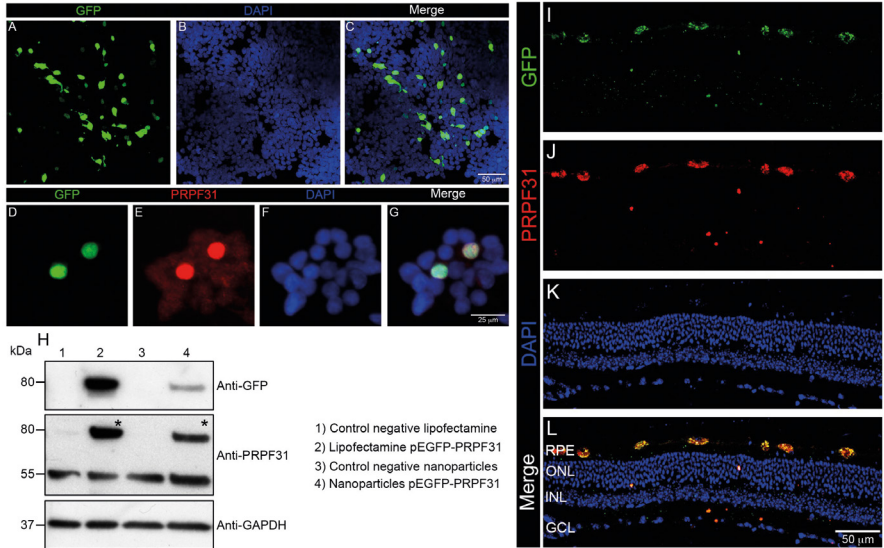 GFP DAPI Merge
A B C
50 μm
GFP PRPF31 DAPI Merge
D E F G
25 μm
H
kDa 1 2 3 4
80 Anti-GFP
80 * * Anti-PRPF31
55
37 Anti-GAPDH
1) Control negative lipofectamine
2) Lipofectamine pEGFP-PRPF31
3) Control negative nanoparticles
4) Nanoparticles pEGFP-PRPF31
I
GFP
J
PRPF31
K
DAPI
L
Merge
RPE
ONL
INL
GCL
50 μm